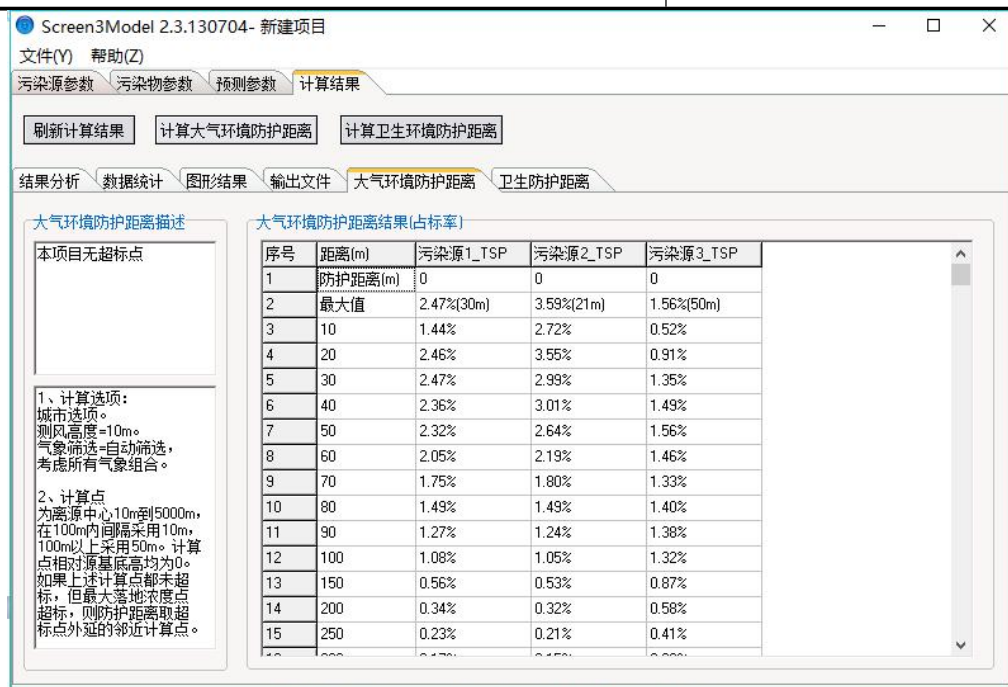 Screen3Model 2.3.130704- 新建项目
文件(Y) 帮助(Z)
污染源参数 污染物参数 预测参数 计算结果
刷新计算结果 计算大气环境防护距离 计算卫生环境防护距离
结果分析 数据统计 图形结果 输出文件 大气环境防护距离 卫生防护距离
大气环境防护距离描述
本项目无超标点
1、计算选项:
城市选项。
测风高度=10m。
气象筛选=自动筛选,
考虑所有气象组合。
2、计算点
为离源中心10m到5000m,
在100m内间隔采用10m,
100m以上采用50m。计算
点相对源基底高均为0。
如果上述计算点都未超
标,但最大落地浓度点
超标,则防护距离取超
标点外延的邻近计算点。
大气环境防护距离结果(占标率)
序号 距离(m) 污染源1_TSP 污染源2_TSP 污染源3_TSP
1 防护距离(m) 0 0 0
2 最大值 2.47%(30m) 3.59%(21m) 1.56%(50m)
3 10 1.44% 2.72% 0.52%
4 20 2.46% 3.55% 0.91%
5 30 2.47% 2.99% 1.35%
6 40 2.36% 3.01% 1.49%
7 50 2.32% 2.64% 1.56%
8 60 2.05% 2.19% 1.46%
9 70 1.75% 1.80% 1.33%
10 80 1.49% 1.49% 1.40%
11 90 1.27% 1.24% 1.38%
12 100 1.08% 1.05% 1.32%
13 150 0.56% 0.53% 0.87%
14 200 0.34% 0.32% 0.58%
15 250 0.23% 0.21% 0.41%